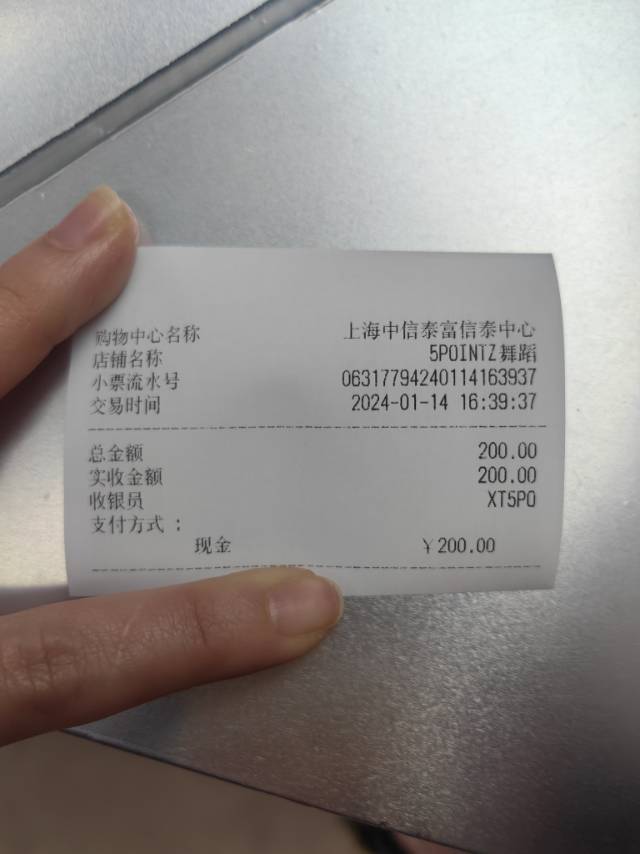 购物中心名称 上海中信泰富信泰中心
店铺名称 5POINTZ舞蹈
小票流水号 06317794240114163937
交易时间 2024-01-14 16:39:37
总金额 200.00
实收金额 200.00
收银员 XT5PO
支付方式：
现金 ￥200.00